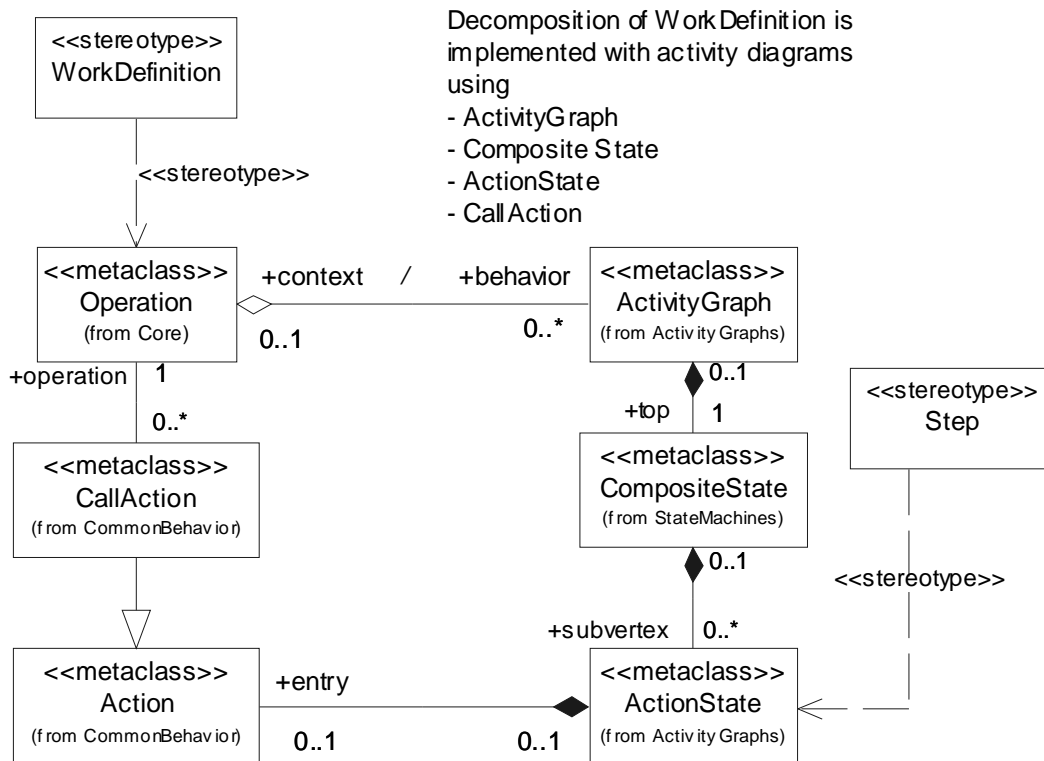 <<stereotype>>
WorkDefinition
Decomposition of WorkDefinition is
implemented with activity diagrams
using
- ActivityGraph
- Composite State
- ActionState
- CallAction
<<stereotype>>
<<metaclass>>
Operation
(from Core)
+context / +behavior
0..1 0..*
<<metaclass>>
ActivityGraph
(from Activity Graphs)
+operation 1
0..*
0..1
+top 1
<<stereotype>>
Step
<<metaclass>>
CallAction
(from CommonBehavior)
<<metaclass>>
CompositeState
(from StateMachines)
0..1
<<stereotype>>
+subvertex 0..*
<<metaclass>>
Action
(from CommonBehavior)
+entry
0..1 0..1
<<metaclass>>
ActionState
(from Activity Graphs)